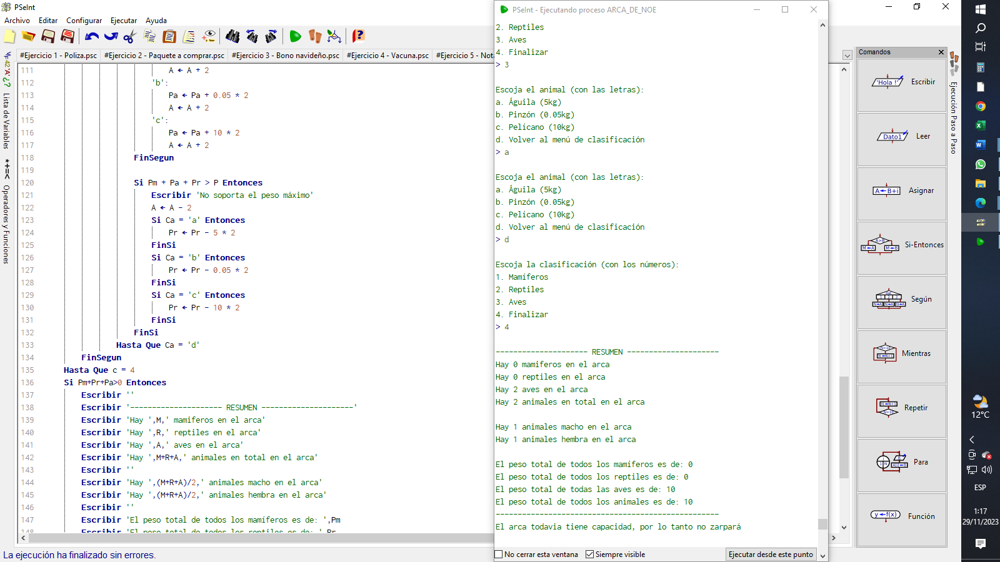 PSeInt
Archivo Editar Configurar Ejecutar Ayuda
#Ejercicio 1 - Poliza.psc #Ejercicio 2 - Paquete a comprar.psc #Ejercicio 3 - Bono navideño.psc #Ejercicio 4 - Vacuna.psc #Ejercicio 5 - Not
Lista de Variables
Operadores y Funciones
111 A ← A + 2
112 'b':
113 Pa ← Pa + 0.05 * 2
114 A ← A + 2
115 'c':
116 Pa ← Pa + 10 * 2
117 A ← A + 2
118 FinSegun
119
120 Si Pm + Pa + Pr > P Entonces
121 Escribir 'No soporta el peso máximo'
122 A ← A - 2
123 Si Ca = 'a' Entonces
124 Pr ← Pr - 5 * 2
125 FinSi
126 Si Ca = 'b' Entonces
127 Pr ← Pr - 0.05 * 2
128 FinSi
129 Si Ca = 'c' Entonces
130 Pr ← Pr - 10 * 2
131 FinSi
132 FinSi
133 Hasta Que Ca = 'd'
134 FinSegun
135 Hasta Que c = 4
136 Si Pm+Pr+Pa>0 Entonces
137 Escribir ''
138 Escribir '--------------------- RESUMEN ---------------------'
139 Escribir 'Hay ',M,' mamiferos en el arca'
140 Escribir 'Hay ',R,' reptiles en el arca'
141 Escribir 'Hay ',A,' aves en el arca'
142 Escribir 'Hay ',M+R+A,' animales en total en el arca'
143 Escribir ''
144 Escribir 'Hay ',(M+R+A)/2,' animales macho en el arca'
145 Escribir 'Hay ',(M+R+A)/2,' animales hembra en el arca'
146 Escribir ''
147 Escribir 'El peso total de todos los mamíferos es de: ',Pm
148 Escribir 'El peso total de todos los reptiles es de: ',Pr
La ejecución ha finalizado sin errores.
PSeInt - Ejecutando proceso ARCA_DE_NOE
2. Reptiles
3. Aves
4. Finalizar
> 3
Escoja el animal (con las letras):
a. Águila (5kg)
b. Pinzón (0.05kg)
c. Pelícano (10kg)
d. Volver al menú de clasificación
> a
Escoja el animal (con las letras):
a. Águila (5kg)
b. Pinzón (0.05kg)
c. Pelícano (10kg)
d. Volver al menú de clasificación
> d
Escoja la clasificación (con los números):
1. Mamíferos
2. Reptiles
3. Aves
4. Finalizar
> 4
--------------------- RESUMEN ---------------------
Hay 0 mamiferos en el arca
Hay 0 reptiles en el arca
Hay 2 aves en el arca
Hay 2 animales en total en el arca
Hay 1 animales macho en el arca
Hay 1 animales hembra en el arca
El peso total de todos los mamíferos es de: 0
El peso total de todos los reptiles es de: 0
El peso total de todas las aves es de: 10
El peso total de todos los animales es de: 10
---------------------------------------------------
El arca todavia tiene capacidad, por lo tanto no zarpará
No cerrar esta ventana Siempre visible Ejecutar desde este punto
Comandos
'Hola !' Escribir
Dato1 Leer
A←B+i Asignar
Si-Entonces
Según
Mientras
Repetir
Para
y←f(x) Función
Ejecución Paso a Paso
12°C
ESP
1:17
29/11/2023